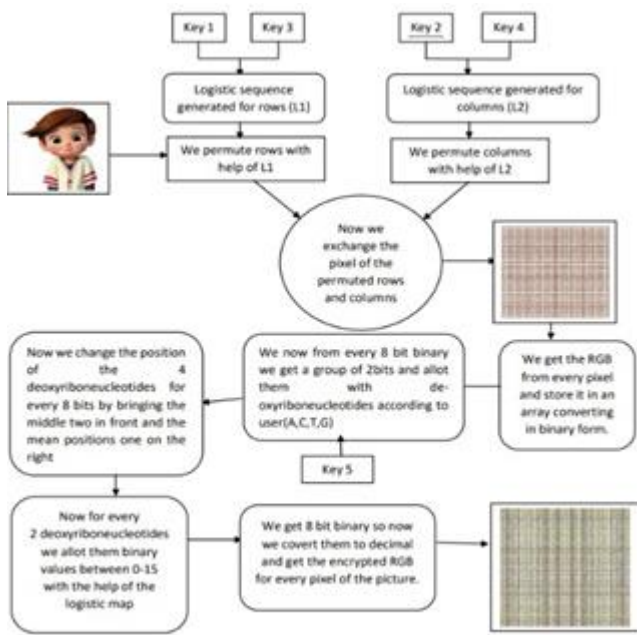 Key 1
Key 3
Key 2
Key 4
Logistic sequence
generated for rows (L1)
Logistic sequence generated for
columns (L2)
We permute rows with
help of L1
We permute columns
with help of L2
Now we
exchange the
pixel of the
permuted rows
and columns
Now we change the position
of the 4
deoxyriboneucleotides for
every 8 bits by bringing the
middle two in front and the
mean positions one on the
right
We now from every 8 bit binary
we get a group of 2bits and allot
them with de-
oxyriboneucleotides according to
user(A,C,T,G)
We get the RGB
from every pixel
and store it in an
array converting
in binary form.
Key 5
Now for every
2 deoxyriboneucleotides
we allot them binary
values between 0-15
with the help of the
logistic map
We get 8 bit binary so now
we covert them to decimal
and get the encrypted RGB
for every pixel of the picture.